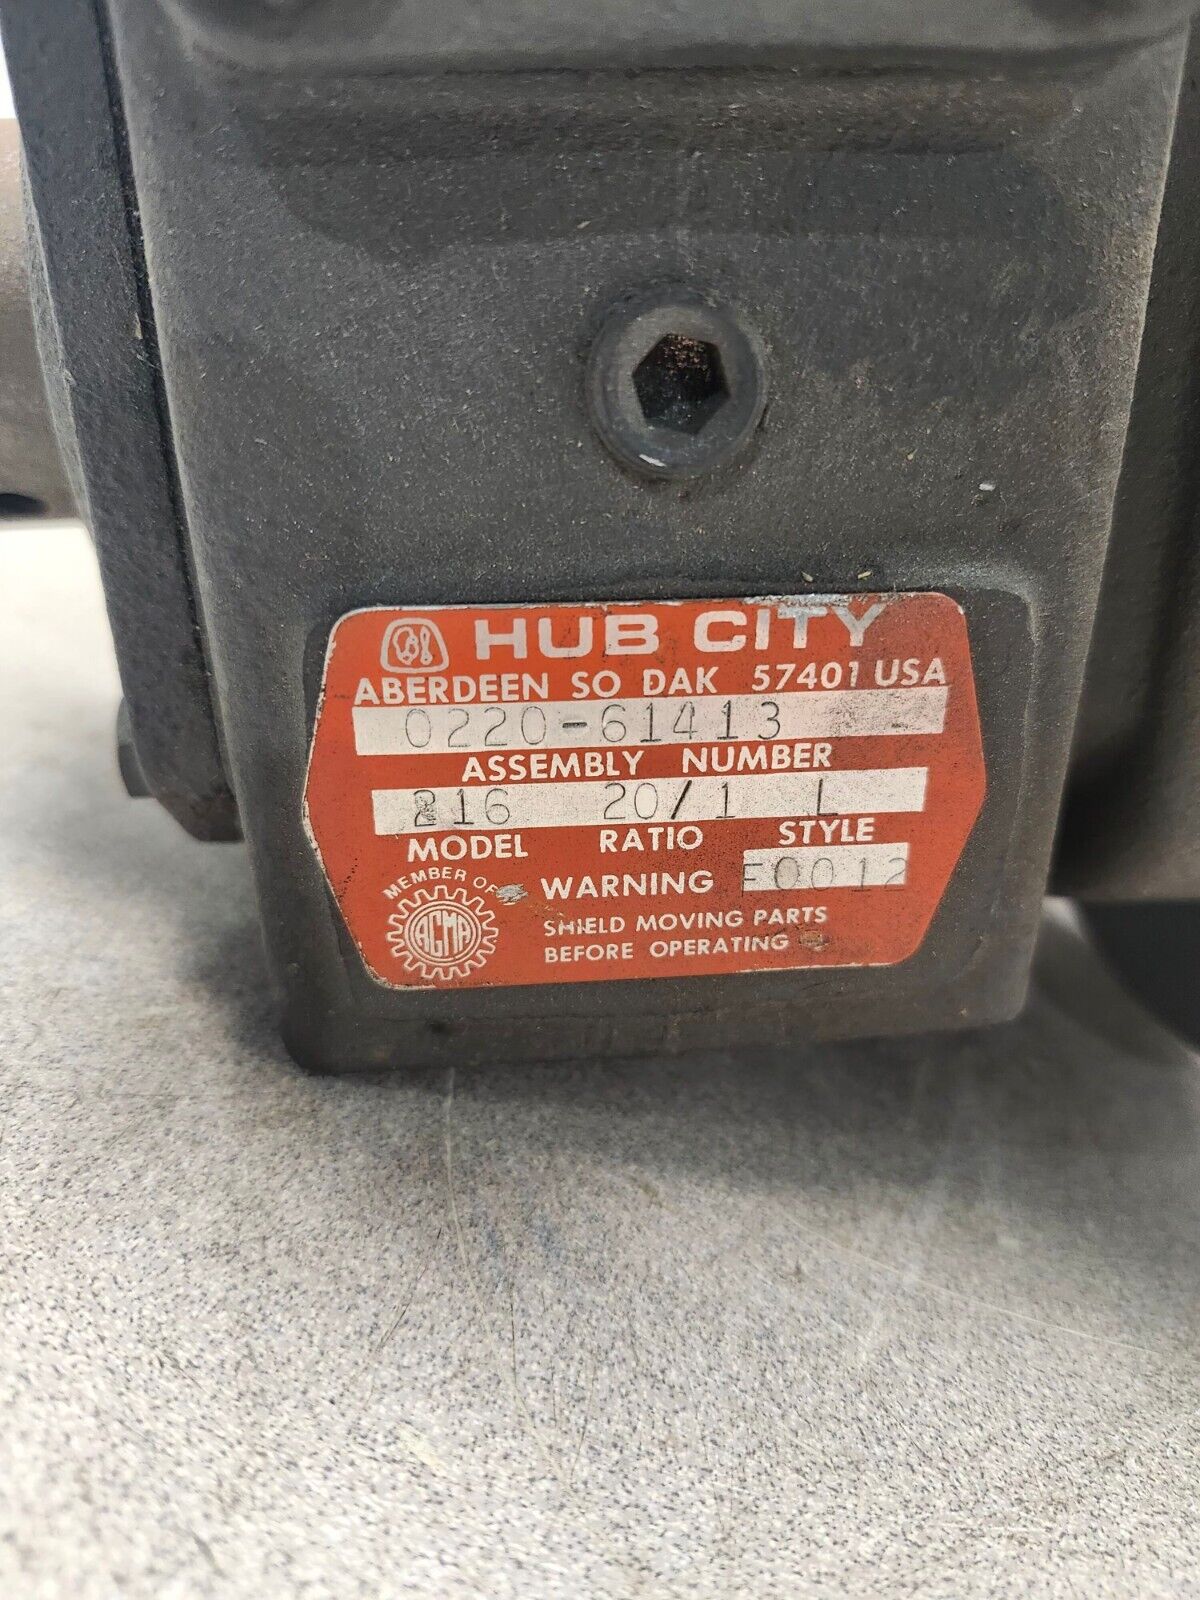 HUB CITY
ABERDEEN SO DAK 57401 USA
0220-61413
ASSEMBLY NUMBER
216 20/1 L
MODEL RATIO STYLE
MEMBER OF
AGMA
WARNING E0012
SHIELD MOVING PARTS
BEFORE OPERATING